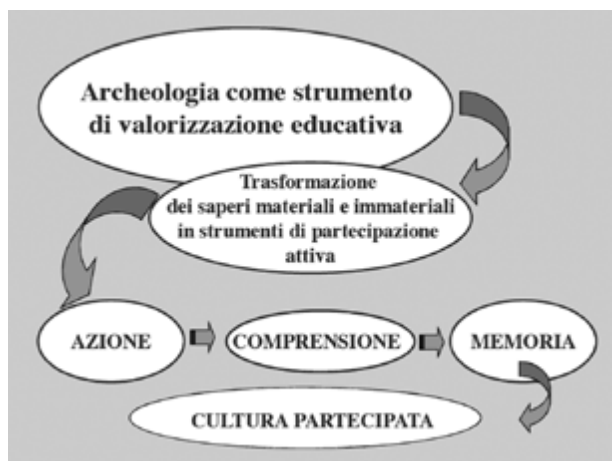 Archeologia come strumento
di valorizzazione educativa
Trasformazione
dei saperi materiali e immateriali
in strumenti di partecipazione
attiva
AZIONE
COMPRENSIONE
MEMORIA
CULTURA PARTECIPATA